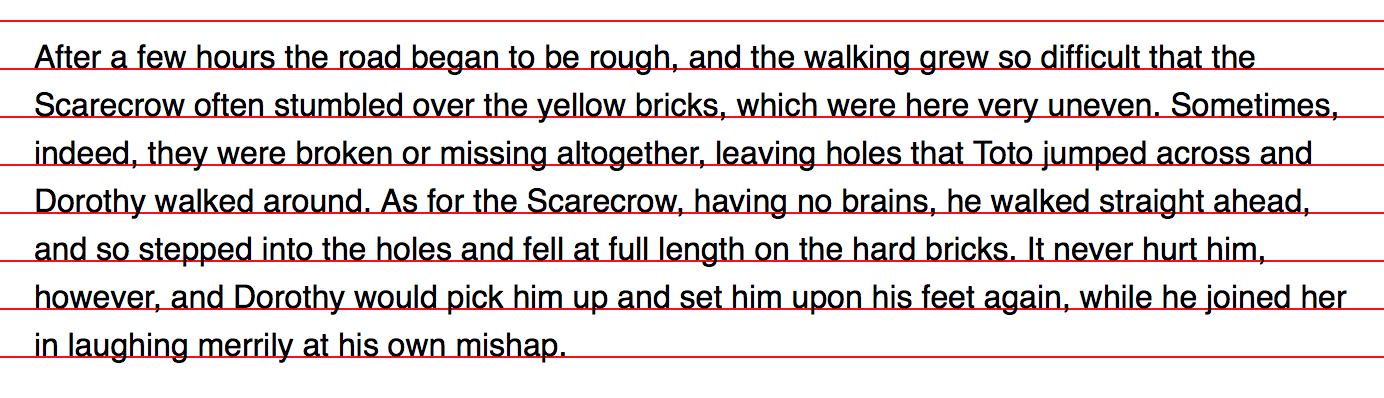 After a few hours the road began to be rough, and the walking grew so difficult that the
Scarecrow often stumbled over the yellow bricks, which were here very uneven. Sometimes,
indeed, they were broken or missing altogether, leaving holes that Toto jumped across and
Dorothy walked around. As for the Scarecrow, having no brains, he walked straight ahead,
and so stepped into the holes and fell at full length on the hard bricks. It never hurt him,
however, and Dorothy would pick him up and set him upon his feet again, while he joined her
in laughing merrily at his own mishap.